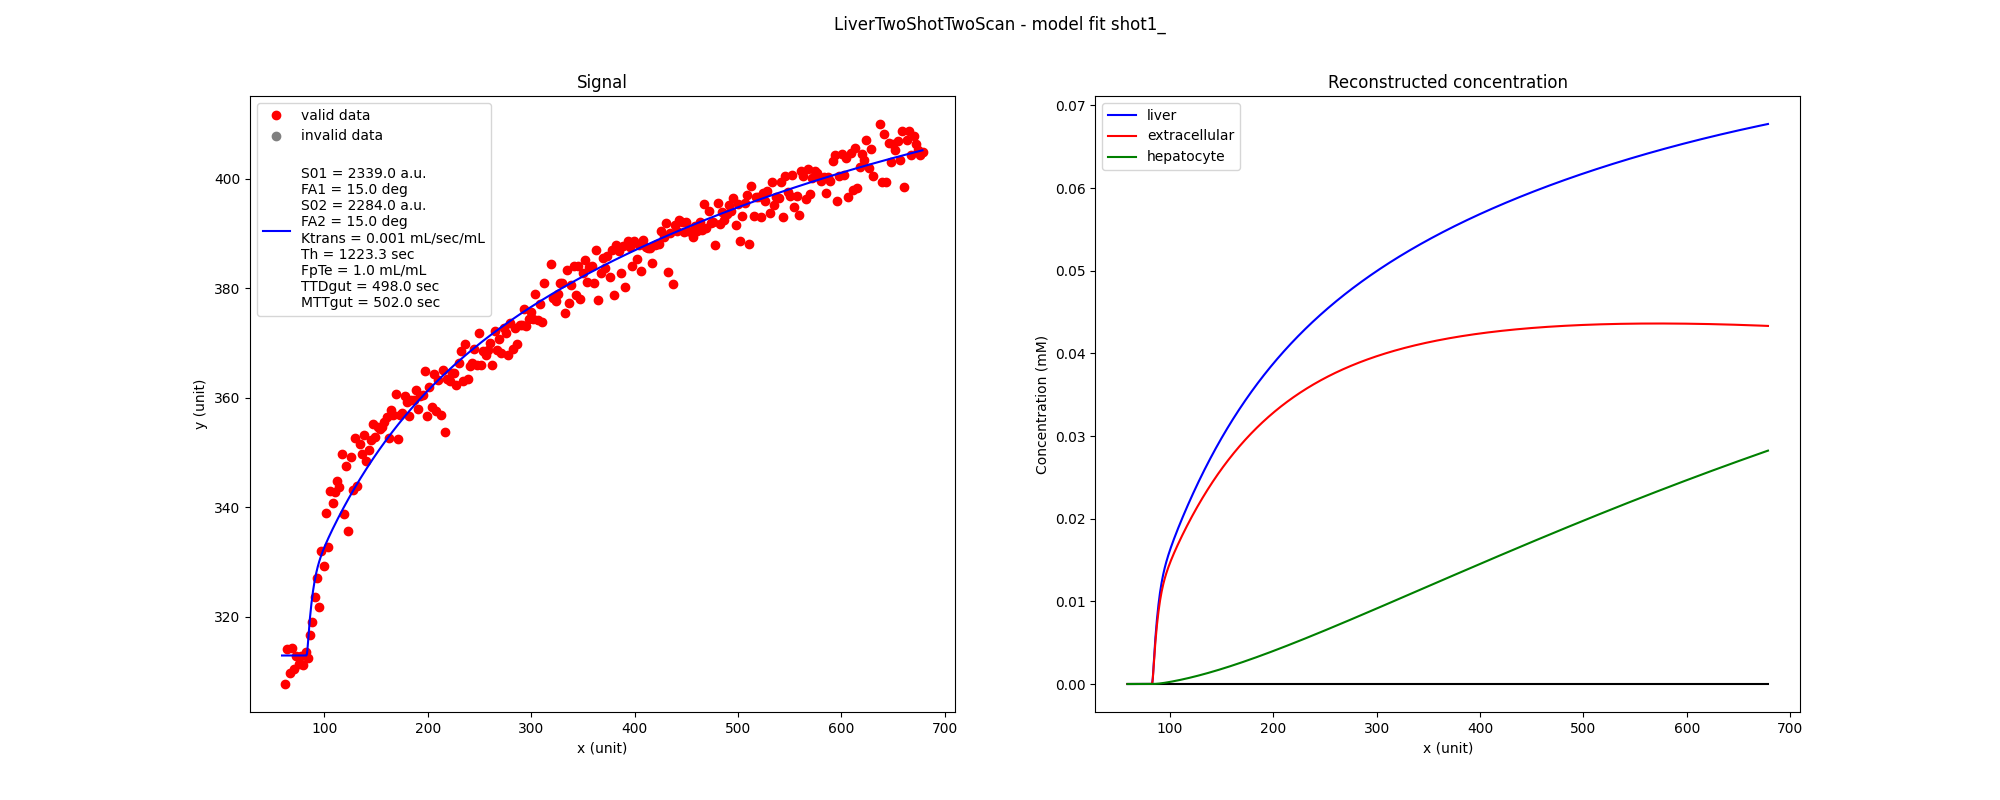 LiverTwoShotTwoScan - model fit shot1_
Signal
valid data
invalid data
S01 = 2339.0 a.u.
FA1 = 15.0 deg
S02 = 2284.0 a.u.
FA2 = 15.0 deg
Ktrans = 0.001 mL/sec/mL
Th = 1223.3 sec
FpTe = 1.0 mL/mL
TTDgut = 498.0 sec
MTTgut = 502.0 sec
y (unit)
400
380
360
340
320
100 200 300 400 500 600 700
x (unit)
Reconstructed concentration
liver
extracellular
hepatocyte
Concentration (mM)
0.07
0.06
0.05
0.04
0.03
0.02
0.01
0.00
100 200 300 400 500 600 700
x (unit)